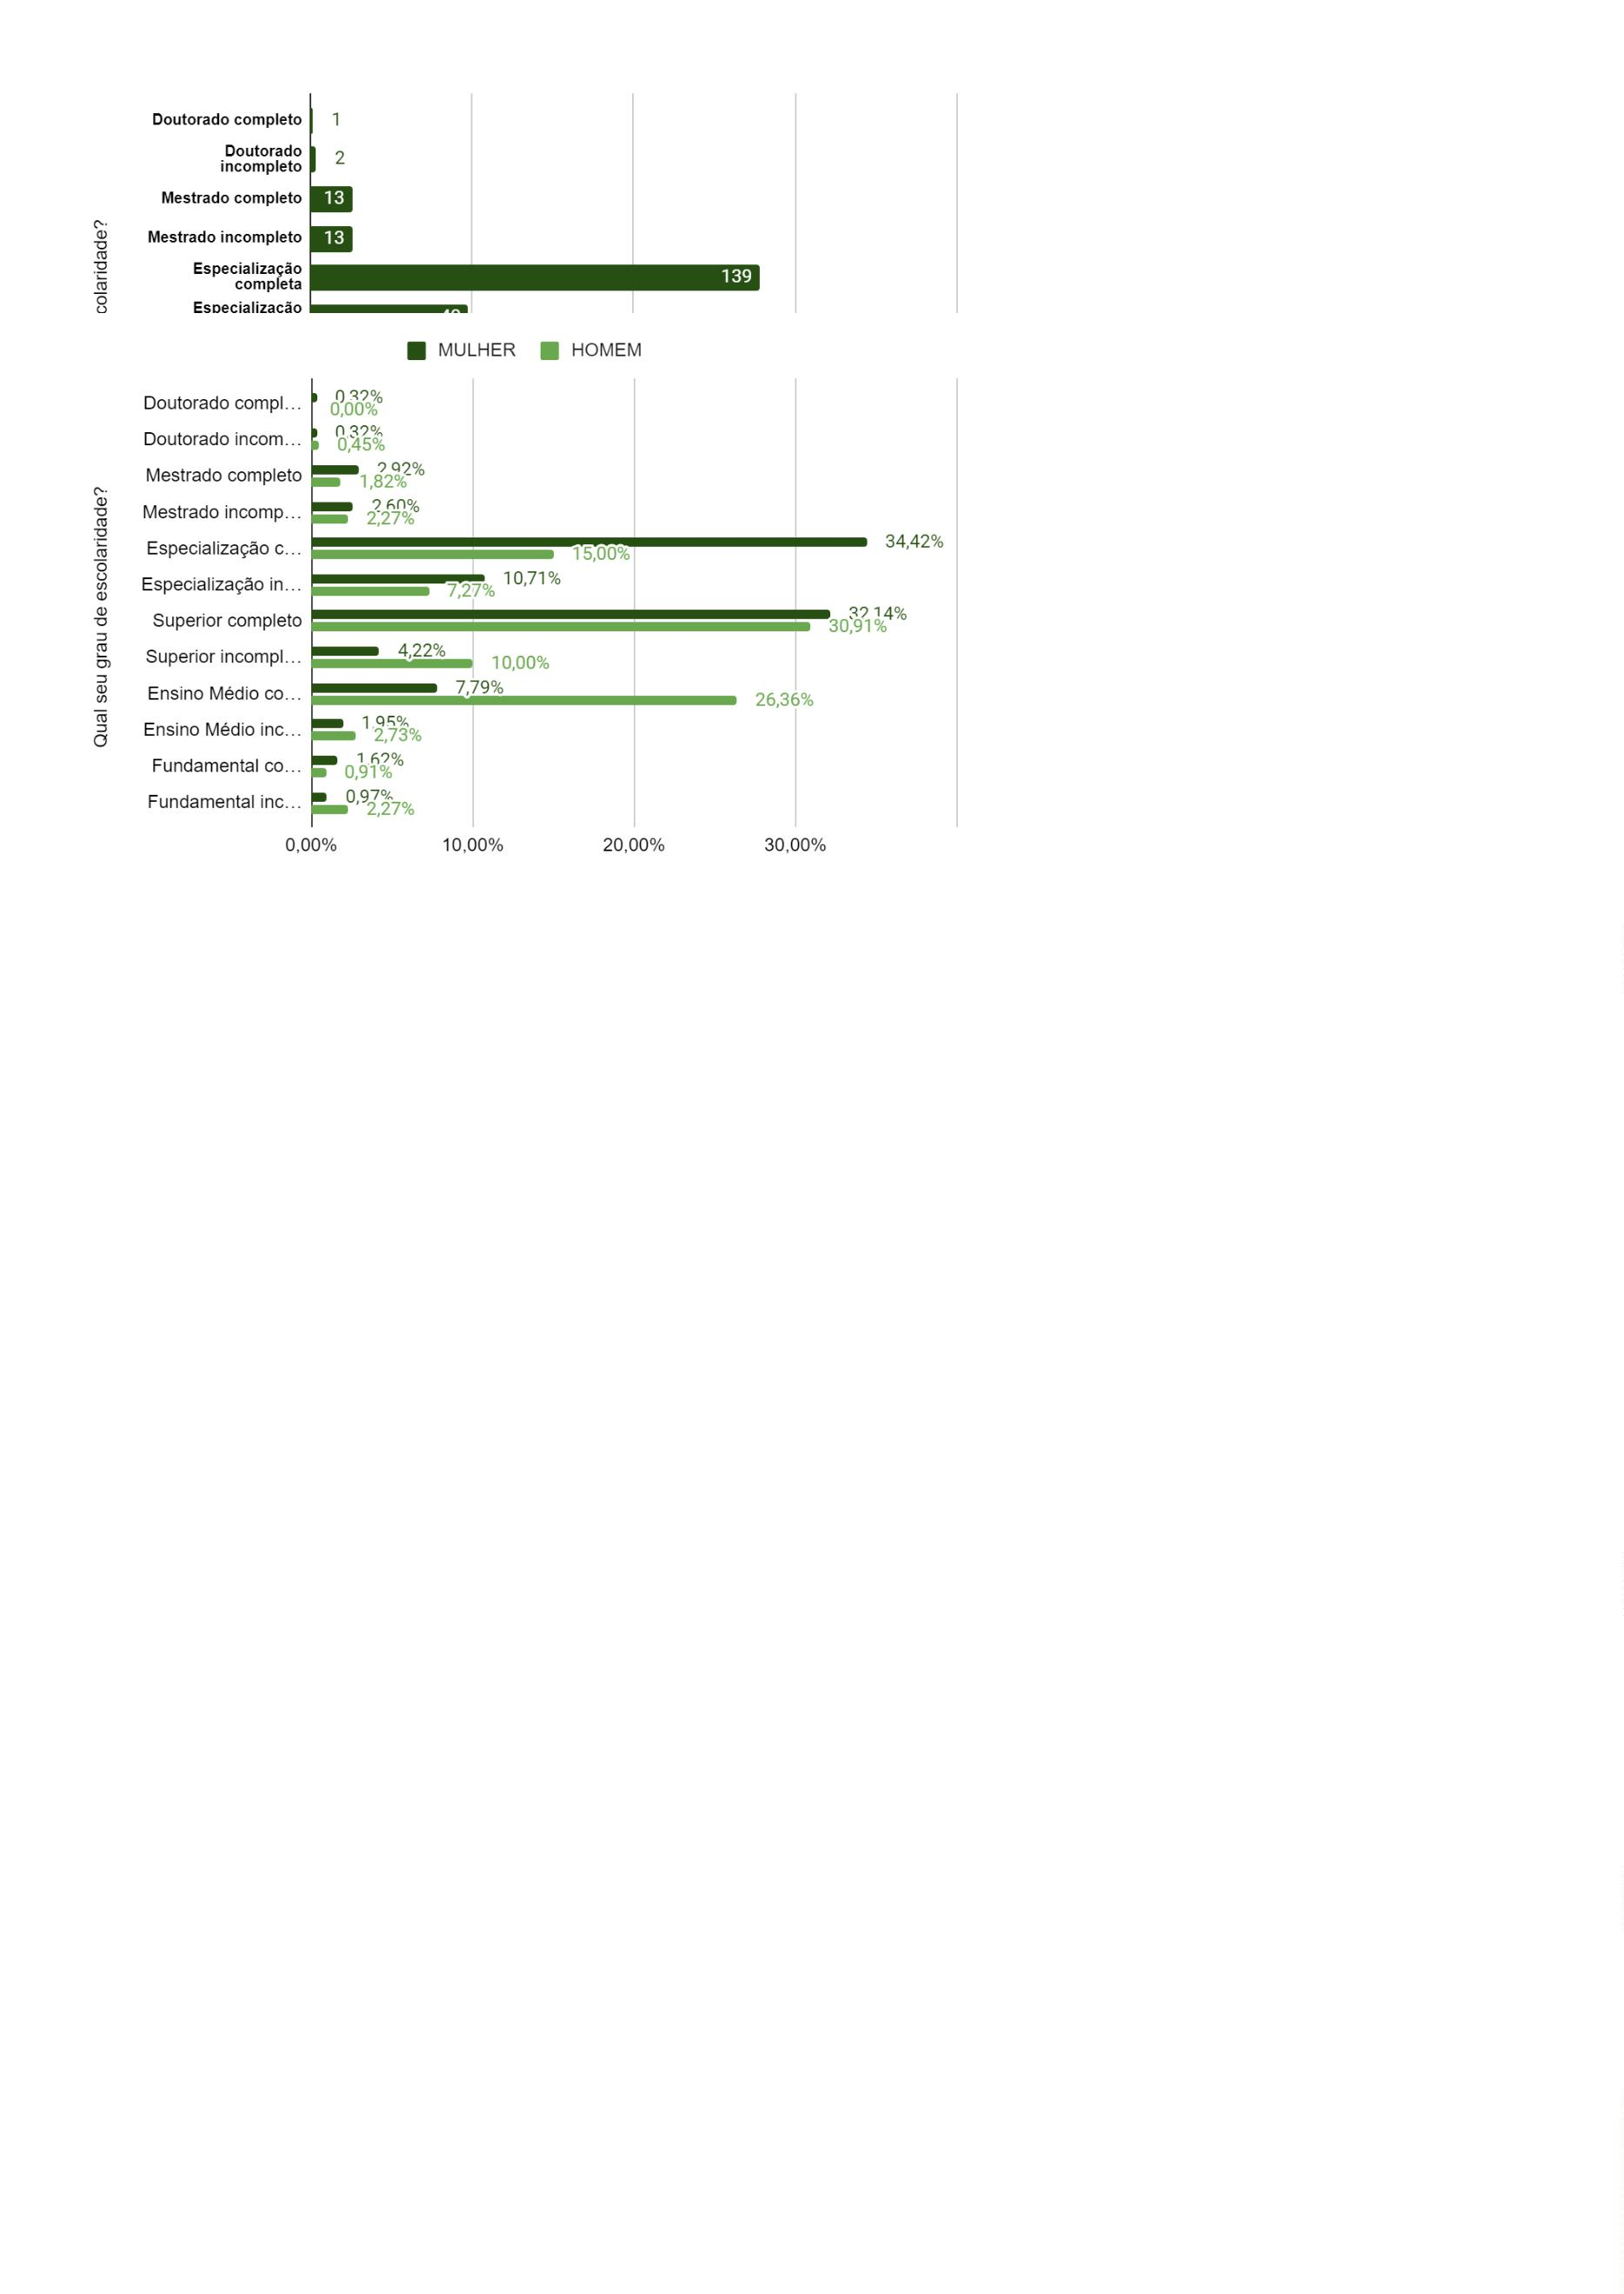 Doutorado completo 1
Doutorado
incompleto 2
Mestrado completo 13
Mestrado incompleto 13
Especialização
completa 139
Especialização
colaridade?
MULHER HOMEM
Doutorado compl… 0,32%
0,00%
Doutorado incom… 0,32%
0,45%
Mestrado completo 2,92%
1,82%
Mestrado incomp… 2,60%
2,27%
Especialização c… 34,42%
15,00%
Especialização in… 10,71%
7,27%
Superior completo 32,14%
30,91%
Superior incompl… 4,22%
10,00%
Ensino Médio co… 7,79%
26,36%
Ensino Médio inc… 1,95%
2,73%
Fundamental co… 1,62%
0,91%
Fundamental inc… 0,97%
2,27%
0,00% 10,00% 20,00% 30,00%
Qual seu grau de escolaridade?